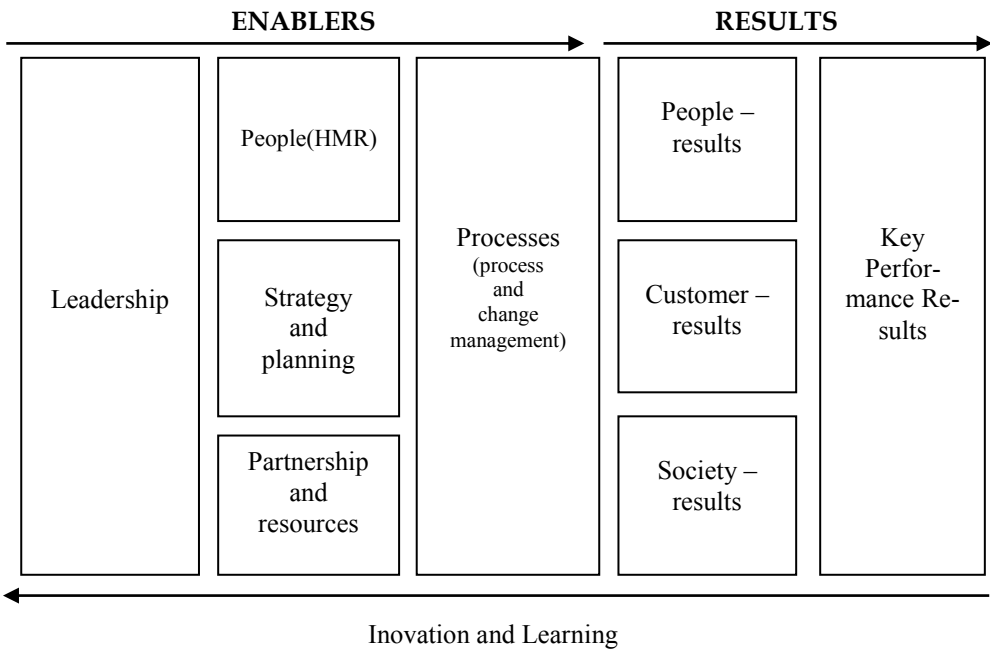 ENABLERS
RESULTS
Leadership
People(HMR)
Strategy
and
planning
Partnership
and
resources
Processes
(process
and
change
management)
People –
results
Customer –
results
Society –
results
Key
Perfor-
mance Re-
sults
Inovation and Learning